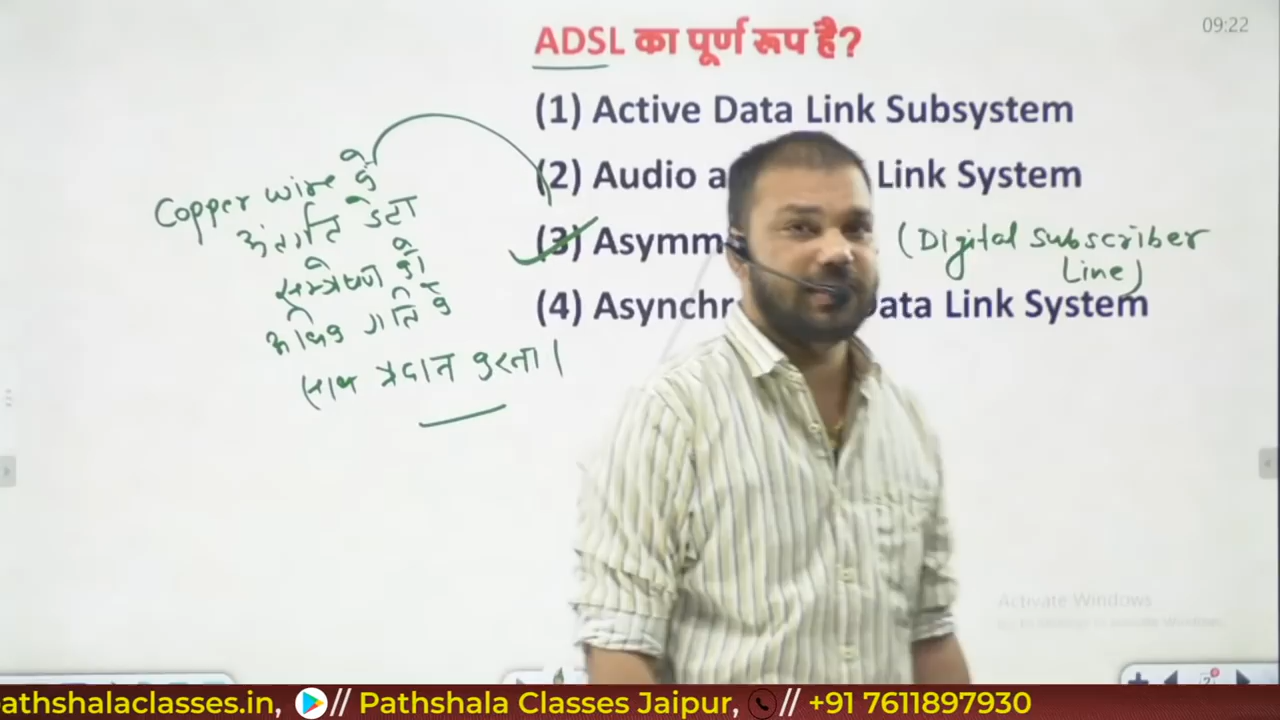 09:22
ADSL का पूर्ण रूप है?
(1) Active Data Link Subsystem
(2) Audio a Link System
(3) Asymm (Digital Subscriber
Line)
(4) Asynchr ata Link System
Copper wire के
अंतर्गत डेटा
सम्प्रेषण को
अधिक गति के
साथ प्रदान करता।
Activate Windows
athshalaclasses.in, // Pathshala Classes Jaipur, // +91 7611897930